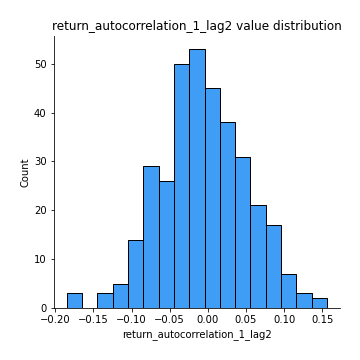 return_autocorrelation_1_lag2 value distribution
50
40
30
20
10
0
Count
−0.20 −0.15 −0.10 −0.05 0.00 0.05 0.10 0.15
return_autocorrelation_1_lag2